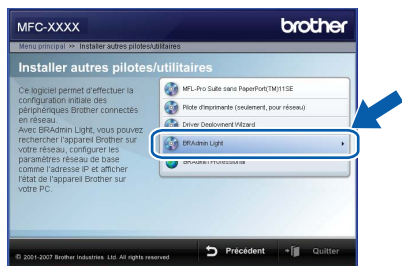 MFC-XXXX
brother
Menu principal >> Installer autres pilotes/utilitaires
Installer autres pilotes/utilitaires
Ce logiciel permet d'effectuer la
configuration initiale des
périphériques Brother connectés
en réseau.
Avec BRAdmin Light, vous pouvez
rechercher l'appareil Brother sur
votre réseau, configurer les
paramètres réseau de base
comme l'adresse IP et afficher
l'état de l'appareil Brother sur
votre PC.
MFL-Pro Suite sans PaperPort(TM)11SE
Pilote d'imprimante (seulement, pour réseau)
Driver Deployment Wizard
BRAdmin Light
BRAdmin Professional
© 2001-2007 Brother Industries Ltd. All rights reserved
Précédent
Quitter